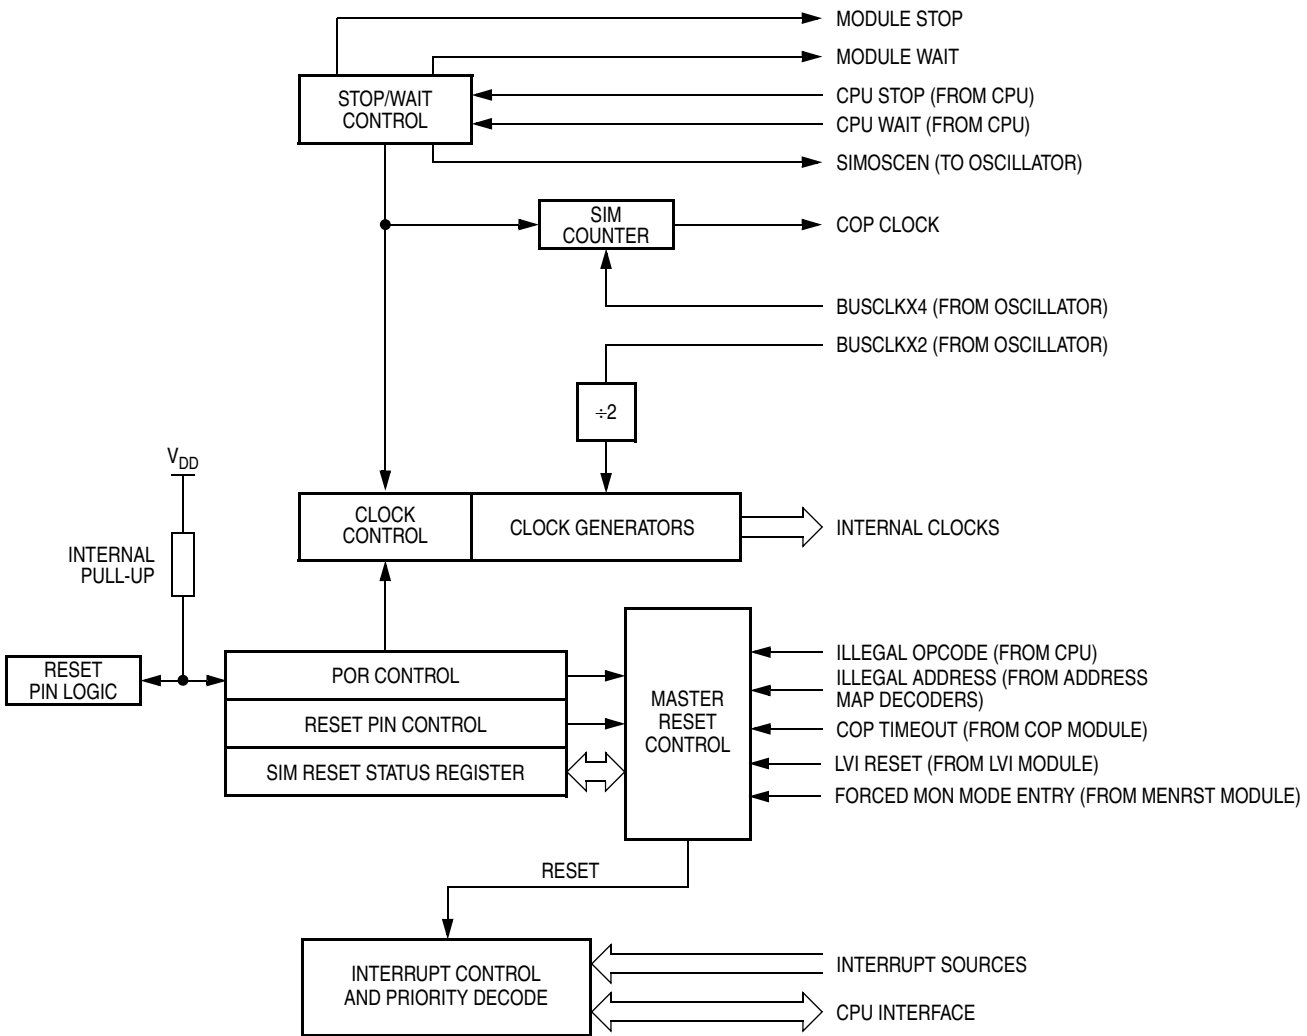 MODULE STOP
MODULE WAIT
STOP/WAIT
CONTROL
CPU STOP (FROM CPU)
CPU WAIT (FROM CPU)
SIMOSCEN (TO OSCILLATOR)
SIM
COUNTER
COP CLOCK
BUSCLKX4 (FROM OSCILLATOR)
BUSCLKX2 (FROM OSCILLATOR)
÷2
VDD
CLOCK
CONTROL
CLOCK GENERATORS
INTERNAL CLOCKS
INTERNAL
PULL-UP
RESET
PIN LOGIC
POR CONTROL
RESET PIN CONTROL
SIM RESET STATUS REGISTER
MASTER
RESET
CONTROL
ILLEGAL OPCODE (FROM CPU)
ILLEGAL ADDRESS (FROM ADDRESS
MAP DECODERS)
COP TIMEOUT (FROM COP MODULE)
LVI RESET (FROM LVI MODULE)
FORCED MON MODE ENTRY (FROM MENRST MODULE)
RESET
INTERRUPT CONTROL
AND PRIORITY DECODE
INTERRUPT SOURCES
CPU INTERFACE